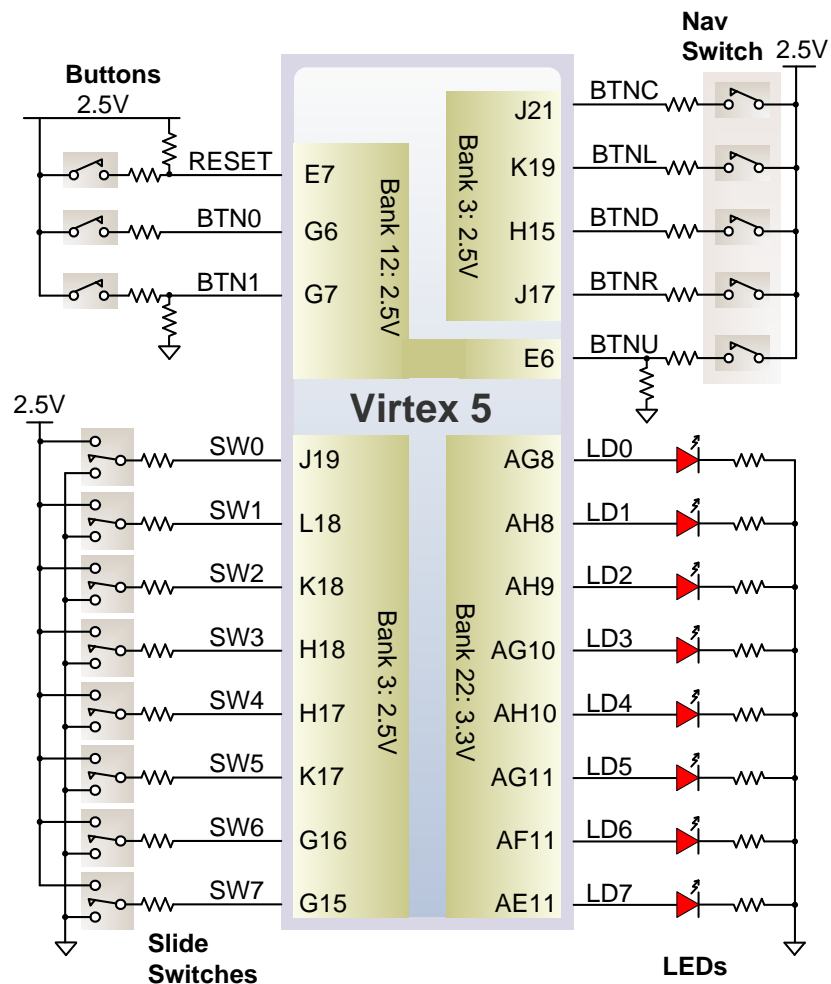 Buttons
2.5V
RESET
BTN0
BTN1
E7
G6
G7
Bank 12: 2.5V
Nav
Switch
2.5V
J21
K19
H15
J17
E6
Bank 3: 2.5V
BTNC
BTNL
BTND
BTNR
BTNU
Virtex 5
2.5V
SW0
SW1
SW2
SW3
SW4
SW5
SW6
SW7
J19
L18
K18
H18
H17
K17
G16
G15
Bank 3: 2.5V
Slide
Switches
Bank 22: 3.3V
AG8
AH8
AH9
AG10
AH10
AG11
AF11
AE11
LD0
LD1
LD2
LD3
LD4
LD5
LD6
LD7
LEDs